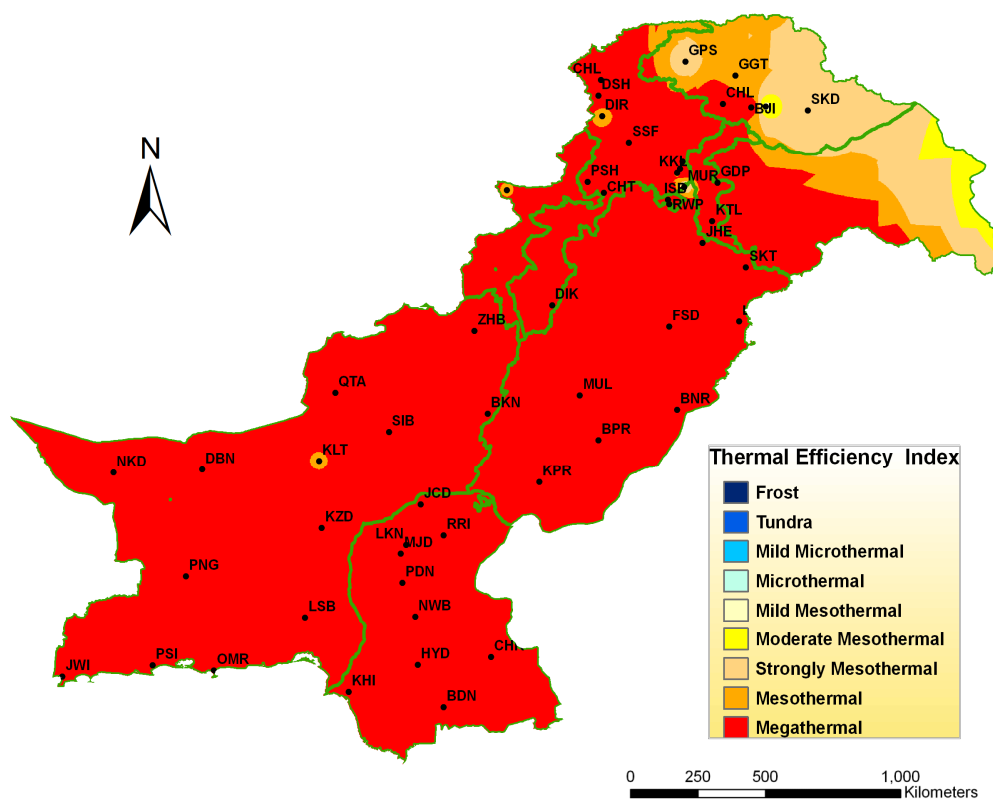 GPS
GGT
CHL
DSH
DIR
CHL
BJI
SKD
SSF
KKL
GDP
PSH
CHT
MUR
ISB
RWP
KTL
JHE
SKT
N
DIK
ZHB
FSD
QTA
MUL
BNR
BKN
SIB
BPR
KLT
NKD
DBN
KPR
JCD
KZD
RRI
LKN
MJD
PNG
PDN
LSB
NWB
HYD
JWI
PSI
OMR
KHI
BDN
Thermal Efficiency Index
Frost
Tundra
Mild Microthermal
Microthermal
Mild Mesothermal
Moderate Mesothermal
Strongly Mesothermal
Mesothermal
Megathermal
0 250 500 1,000
Kilometers